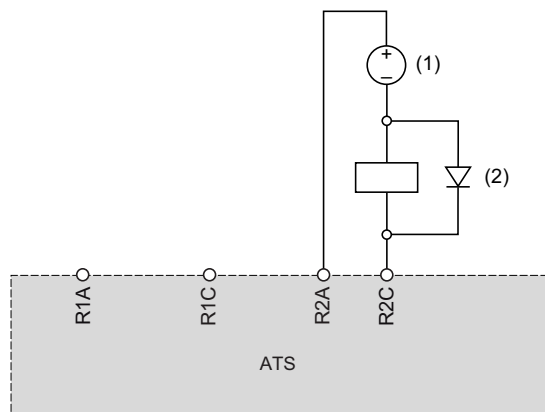 +
−
(1)
(2)
R1A
R1C
R2A
R2C
ATS